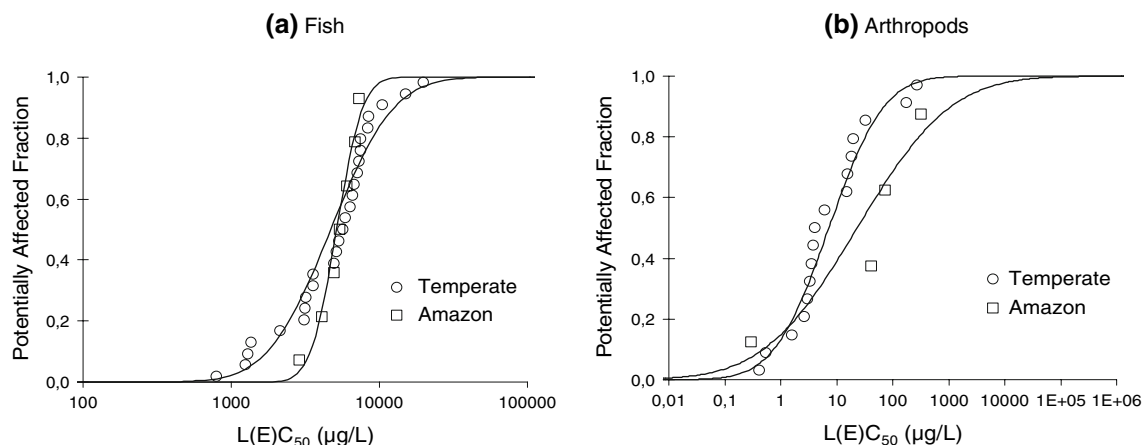 (a) Fish
Potentially Affected Fraction
1,0
0,8
0,6
0,4
0,2
0,0
100 1000 10000 100000
L(E)C50 (µg/L)
Temperate
Amazon
(b) Arthropods
Potentially Affected Fraction
1,0
0,8
0,6
0,4
0,2
0,0
0,01 0,1 1 10 100 1000 1E+05 1E+06
L(E)C50 (µg/L)
Temperate
Amazon